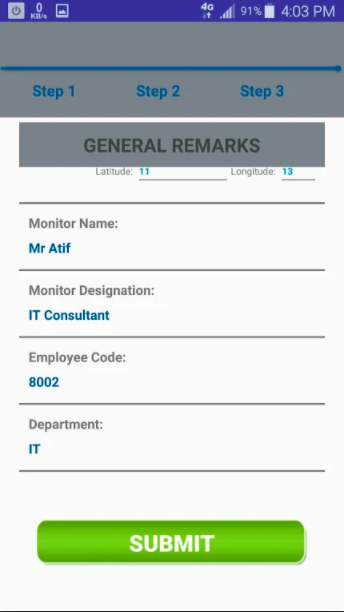 0 KB/s 4G 91% 4:03 PM
Step 1 Step 2 Step 3
GENERAL REMARKS
Latitude: 11 Longitude: 13
Monitor Name:
Mr Atif
Monitor Designation:
IT Consultant
Employee Code:
8002
Department:
IT
SUBMIT